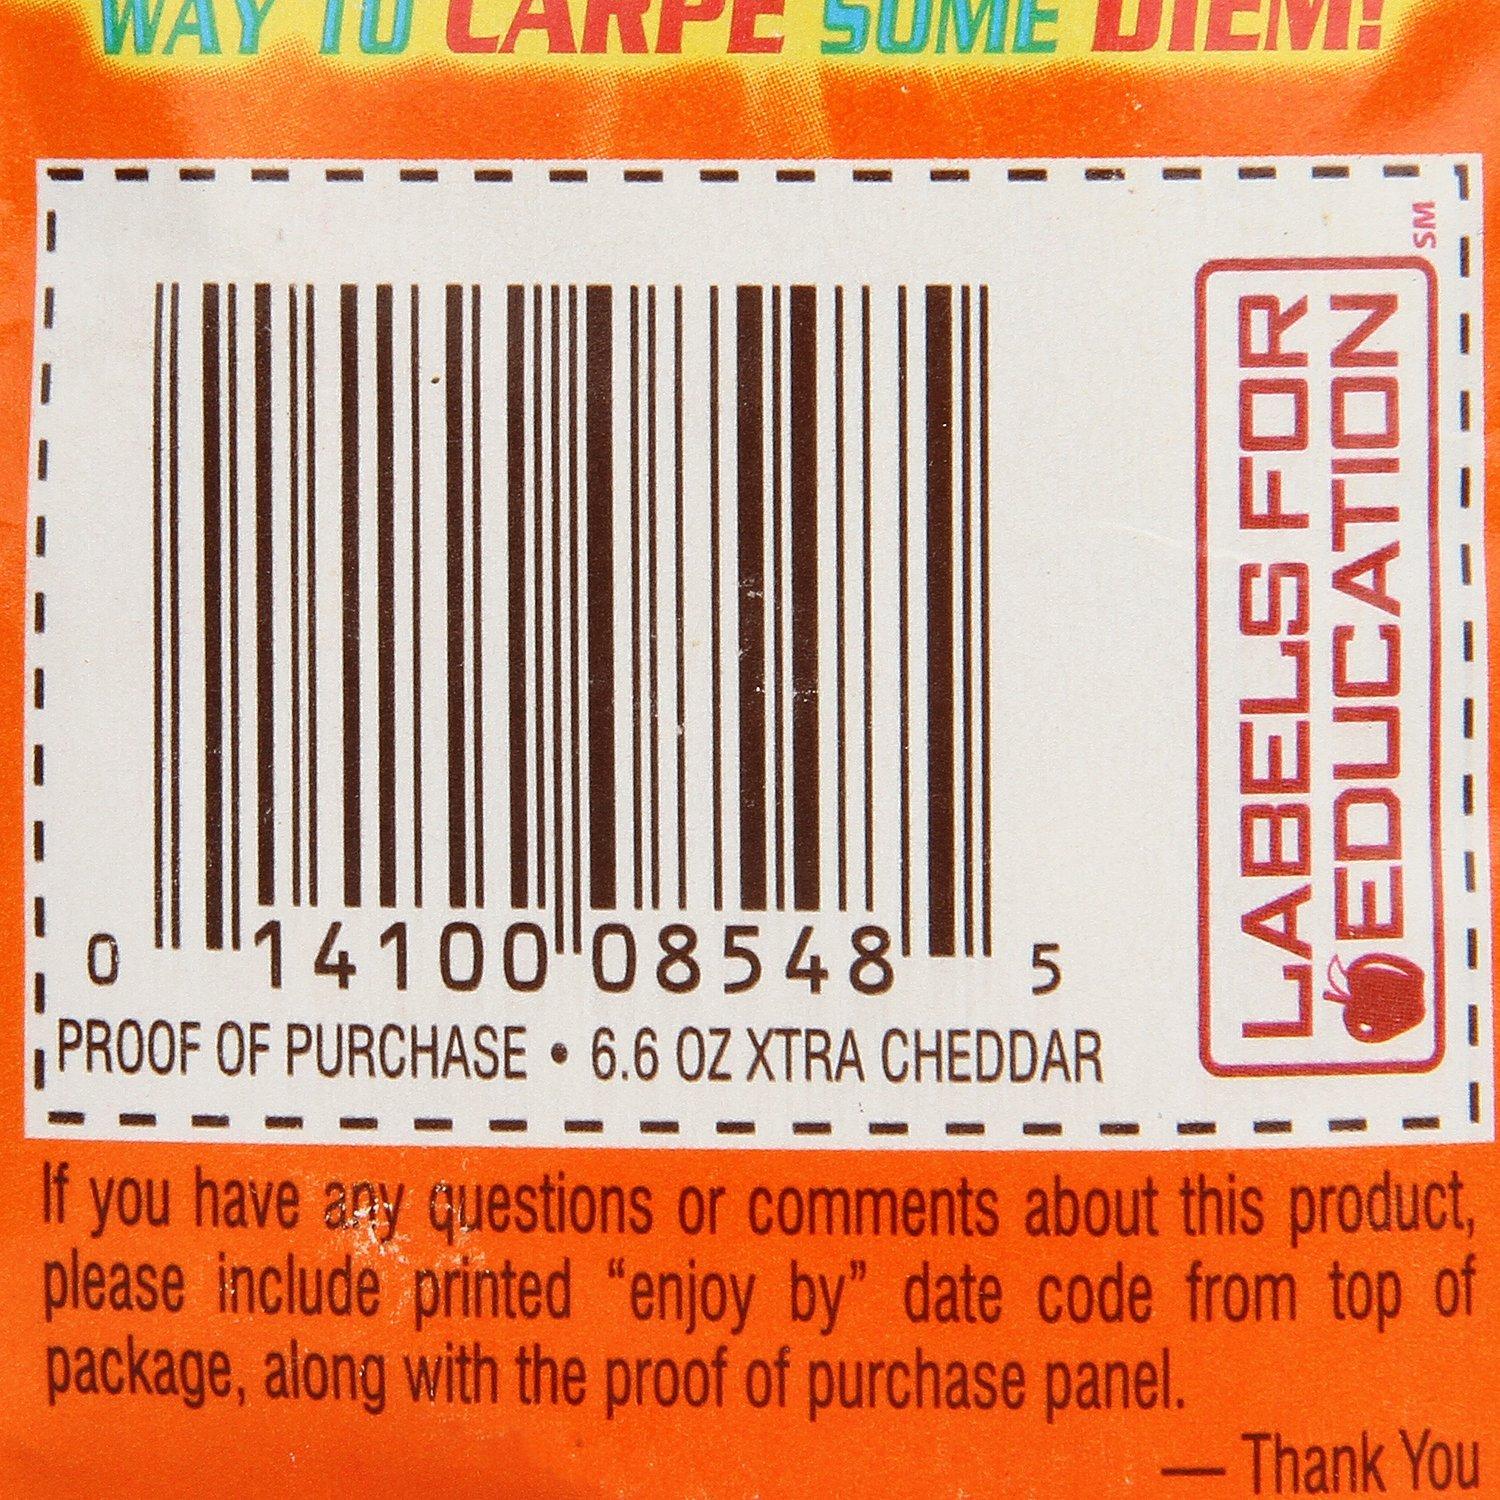 WAY TO CARPE SOME DIEM!
SM
LABELS FOR
EDUCATION
0 14100 08548 5
PROOF OF PURCHASE • 6.6 OZ XTRA CHEDDAR
If you have any questions or comments about this product,
please include printed “enjoy by” date code from top of
package, along with the proof of purchase panel.
— Thank You